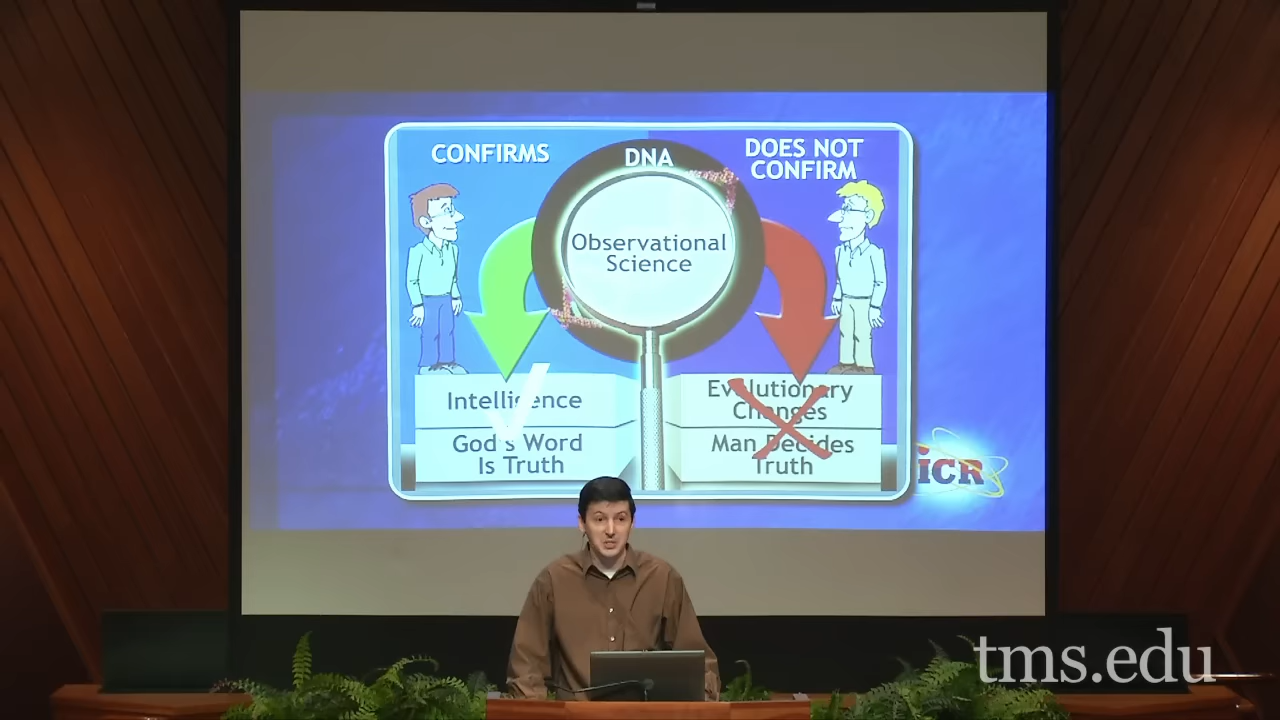 CONFIRMS
DNA
DOES NOT
CONFIRM
Observational
Science
Intelligence
God's Word
Is Truth
Evolutionary
Changes
Man Decides
Truth
iCR
tms.edu